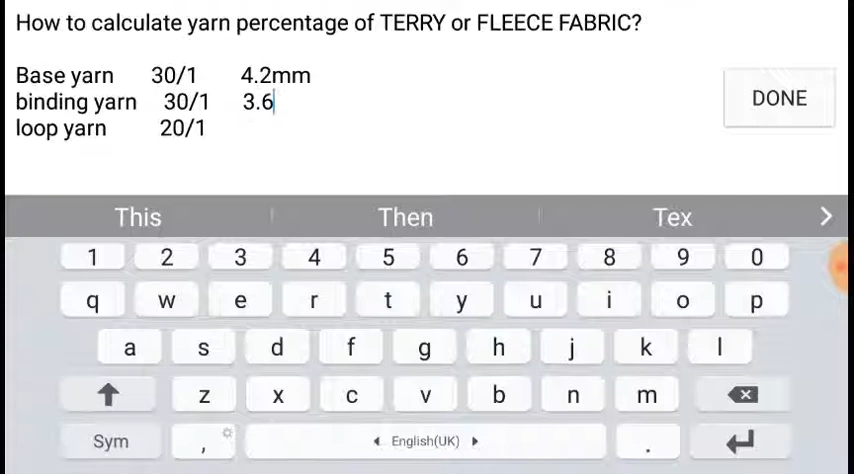 How to calculate yarn percentage of TERRY or FLEECE FABRIC?
Base yarn 30/1 4.2mm
binding yarn 30/1 3.6
loop yarn 20/1
DONE
This Then Tex
1 2 3 4 5 6 7 8 9 0
q w e r t y u i o p
a s d f g h j k l
z x c v b n m
Sym , English(UK) .